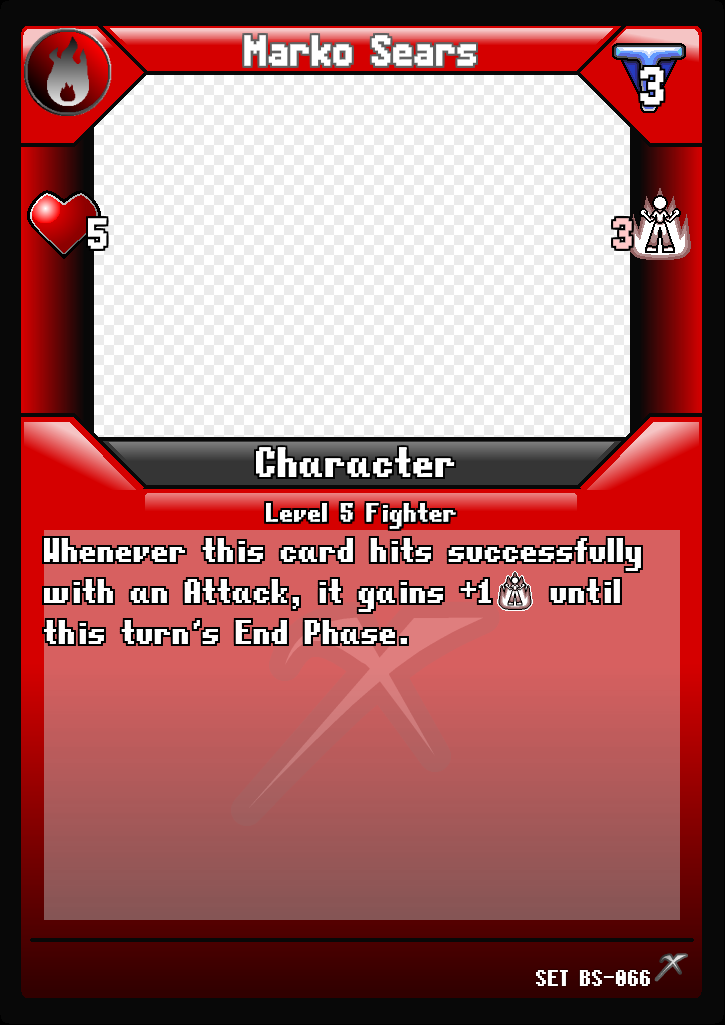 Marko Sears
3
5
3
Character
Level 5 Fighter
Whenever this card hits successfully
with an Attack, it gains +1 until
this turn's End Phase.
SET BS-066